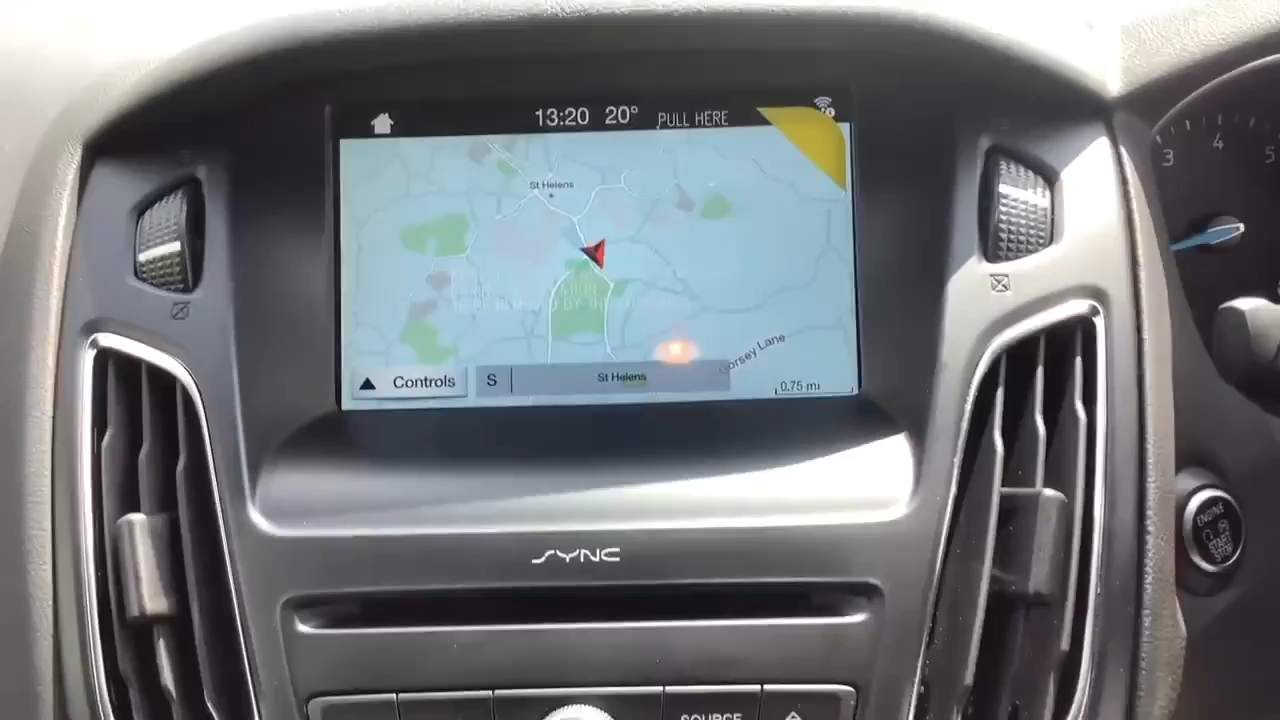 13:20 20° PULL HERE
St Helens
Controls
S
St Helens
Gorsey Lane
0.75 mi
3
4
5
SYNC
ENGINE
START
STOP
SOURCE